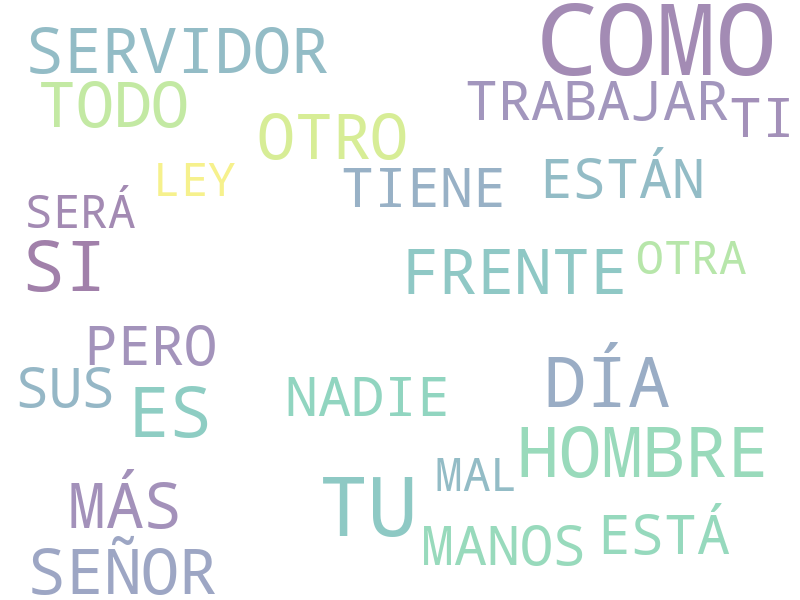 COMO
SERVIDOR
TODO
TRABAJAR
TI
OTRO
LEY
TIENE
ESTÁN
SERÁ
SI
FRENTE
OTRA
PERO
SUS
ES
NADIE
DÍA
HOMBRE
MAL
TU
MÁS
MANOS
ESTÁ
SEÑOR